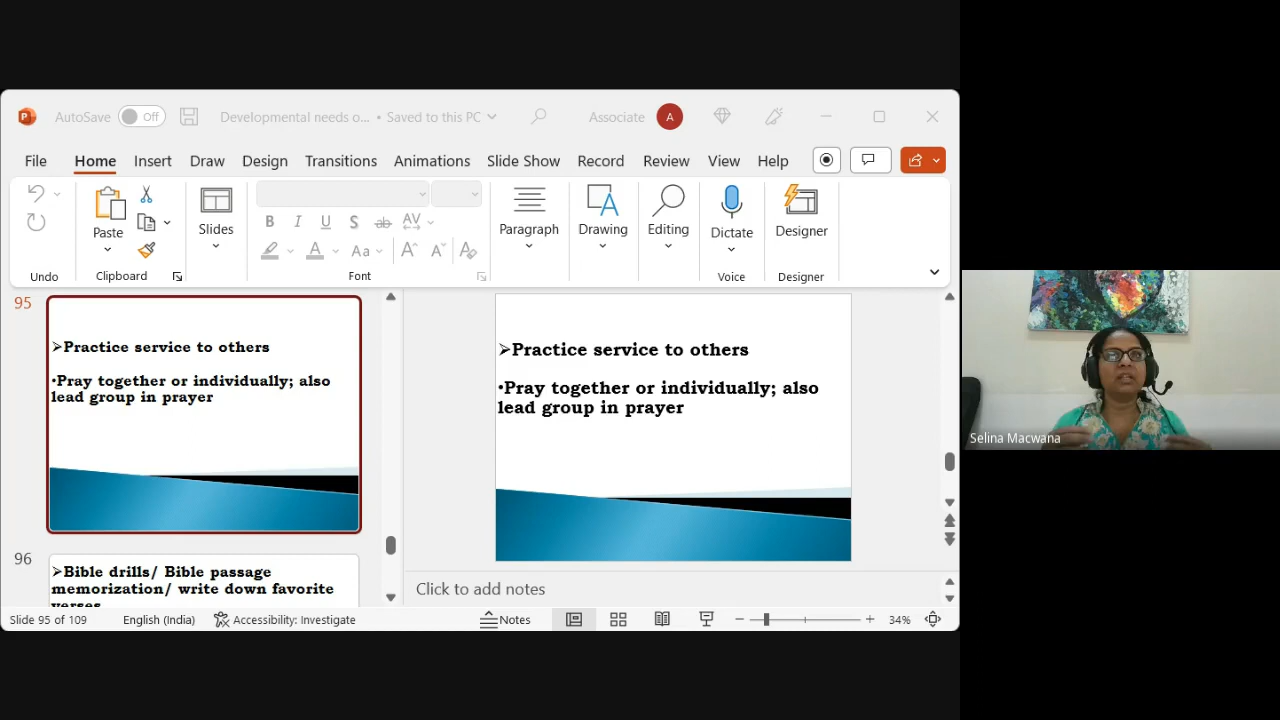 AutoSave Off Developmental needs o... • Saved to this PC Associate A
File Home Insert Draw Design Transitions Animations Slide Show Record Review View Help
Paste Slides Paragraph Drawing Editing Dictate Designer
B I U S ab AV
A Aa A A A
Undo Clipboard Font Voice Designer
95
➢Practice service to others
•Pray together or individually; also
lead group in prayer
96
➢Bible drills/ Bible passage
memorization/ write down favorite
verses
➢Practice service to others
•Pray together or individually; also
lead group in prayer
Click to add notes
Slide 95 of 109 English (India) Accessibility: Investigate Notes 34%
Selina Macwana